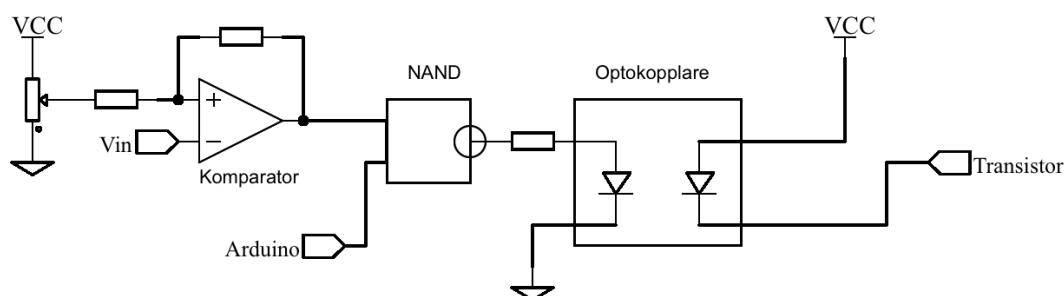 VCC
VCC
NAND
Optokopplare
+
Vin
−
Komparator
Transistor
Arduino